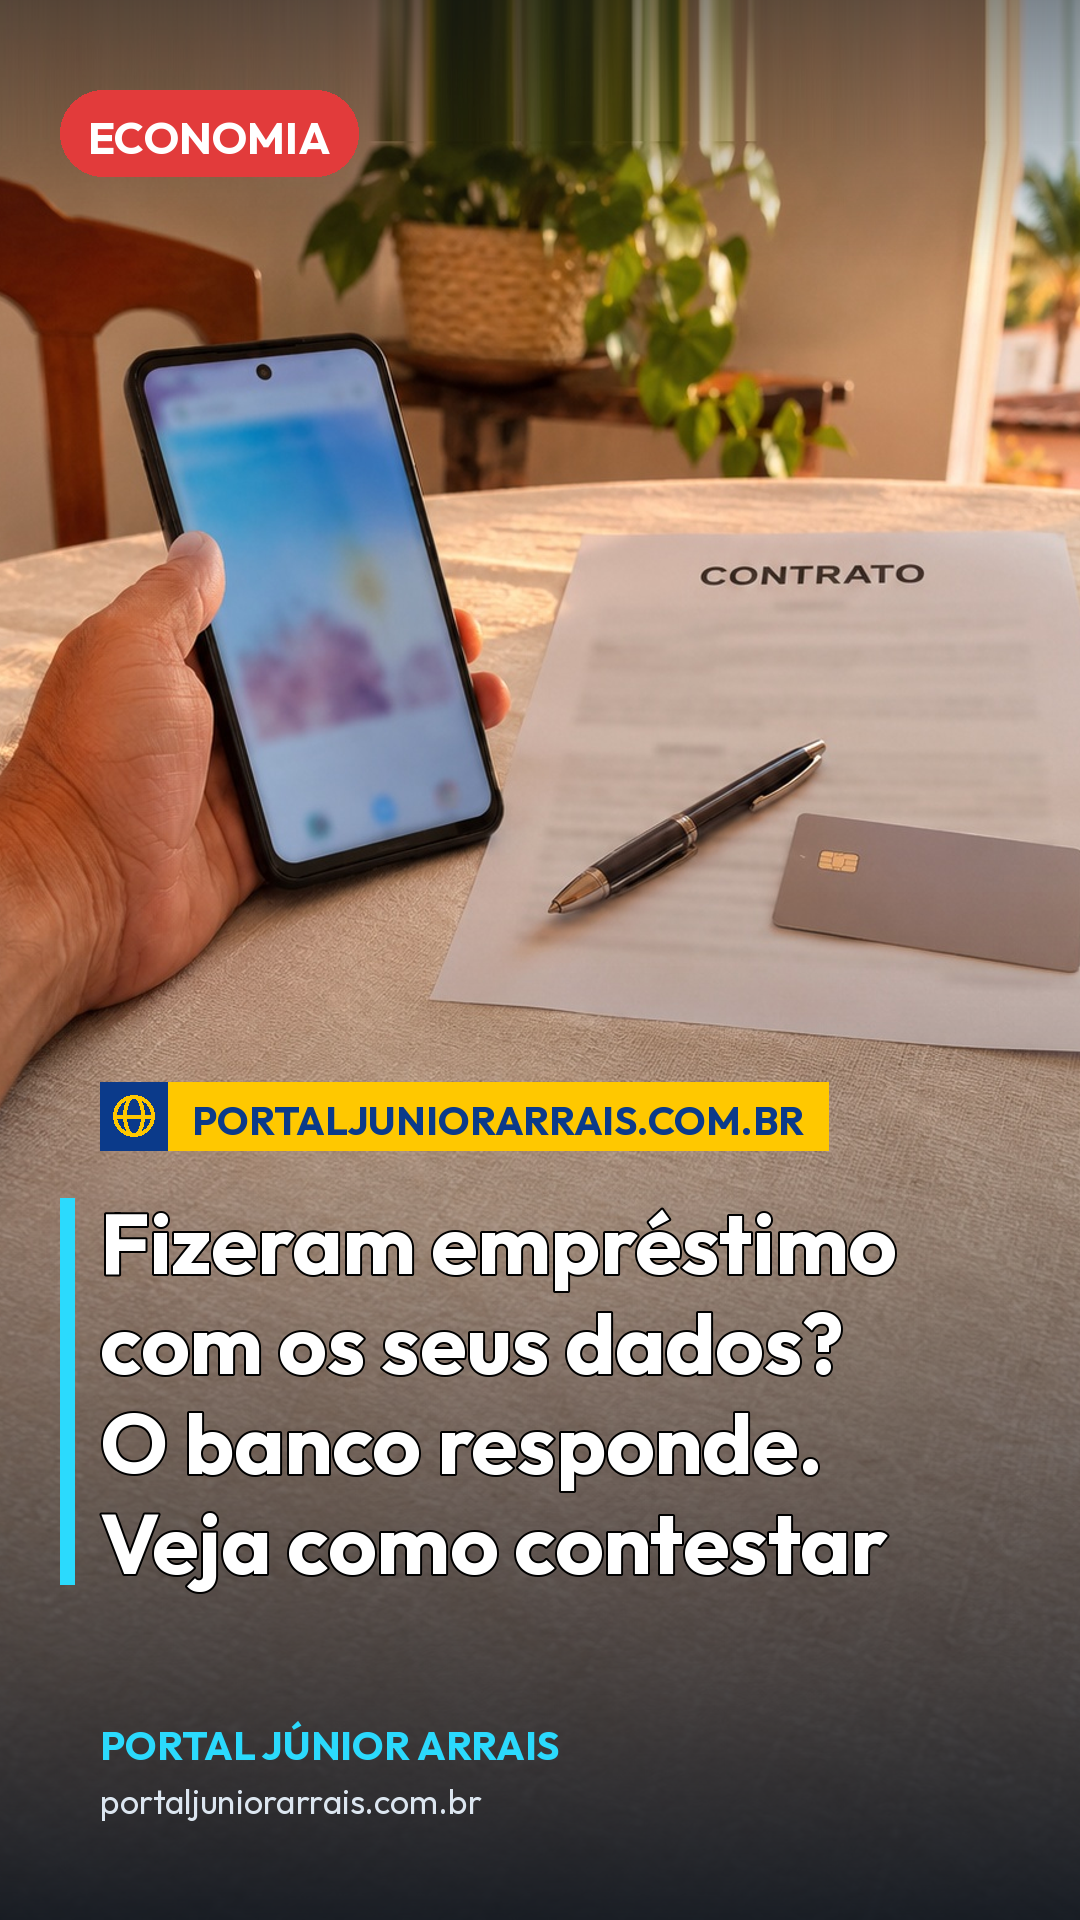 ECONOMIA
CONTRATO
PORTALJUNIORARRAIS.COM.BR
Fizeram empréstimo
com os seus dados?
O banco responde.
Veja como contestar
PORTAL JÚNIOR ARRAIS
portaljuniorarrais.com.br